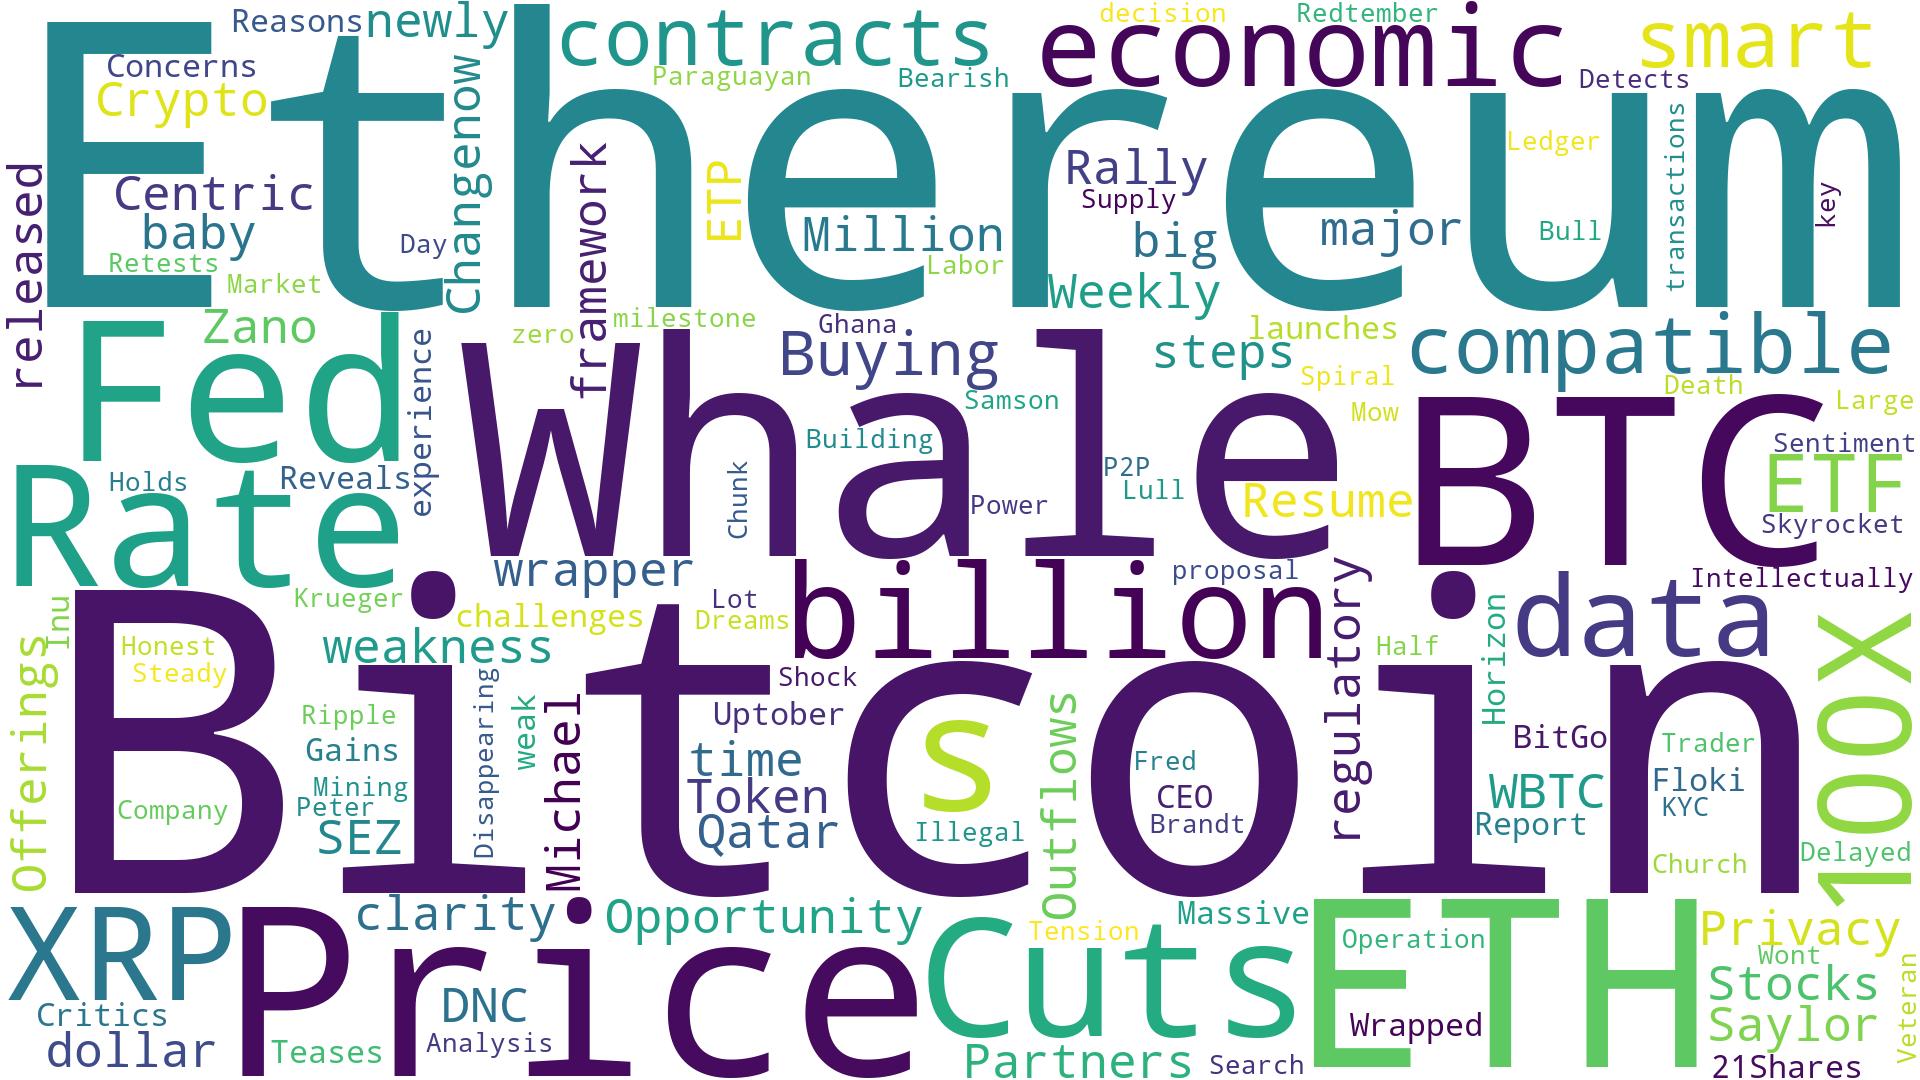 Ethereum
Reasons
newly
contracts
economic
decision
Redtember
smart
Concerns
Crypto
Paraguayan
Bearish
Detects
Changenow
transactions
Ledger
released
Centric
baby
Day
Retests
Market
framework
ETP
Million
Labor
Rally
Supply
big
major
Bull
key
Weekly
Zano
zero
milestone
Ghana
launches
Fed
Whale
Buying
steps
compatible
experience
Samson
Spiral
Mow
Death
Large
BTC
Building
Chunk
Power
P2P
Lull
Resume
Sentiment
ETF
Skyrocket
Rate
Holds
Reveals
wrapper
billion
proposal
Intellectually
Krueger
challenges
Lot
Dreams
regulatory
data
Inu
Offerings
Honest
Steady
weakness
Shock
Half
Horizon
100X
Bitcoin
Ripple
Gains
Mining
Peter
SEZ
Company
Disappearing
weak
Michael
Uptober
time
Token
Qatar
s
Illegal
Outflows
Fred
CEO
Brandt
BitGo
WBTC
Report
Trader
Floki
KYC
Church
Delayed
XRP
Price
clarity
Opportunity
Cuts
Tension
Massive
ETH
Operation
Privacy
Wont
Stocks
Saylor
Veteran
Critics
dollar
Teases
DNC
Analysis
Partners
Search
Wrapped
21Shares